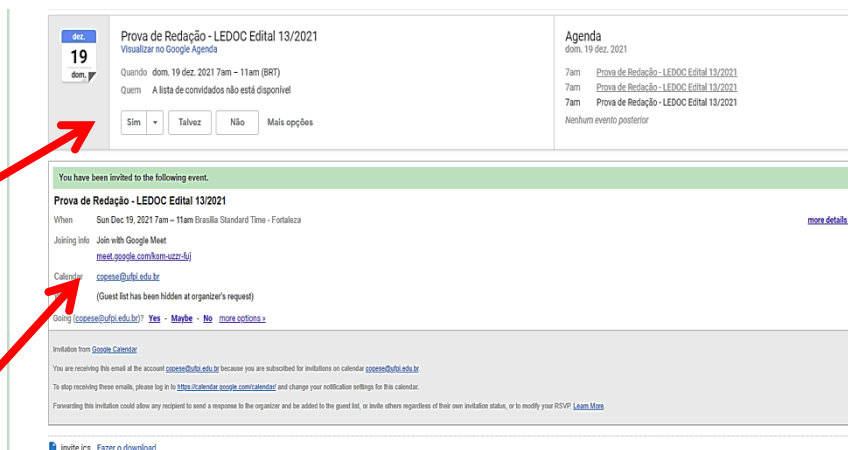 dez.
19
dom.
Prova de Redação - LEDOC Edital 13/2021
Visualizar no Google Agenda
Quando dom. 19 dez. 2021 7am – 11am (BRT)
Quem A lista de convidados não está disponível
Sim Talvez Não Mais opções
Agenda
dom. 19 dez. 2021
7am Prova de Redação - LEDOC Edital 13/2021
7am Prova de Redação - LEDOC Edital 13/2021
7am Prova de Redação - LEDOC Edital 13/2021
Nenhum evento posterior
You have been invited to the following event.
Prova de Redação - LEDOC Edital 13/2021
When Sun Dec 19, 2021 7am – 11am Brasilia Standard Time - Fortaleza
more details
Joining info Join with Google Meet
meet.google.com/kom-uzzr-fuj
Calendar copese@ufpi.edu.br
(Guest list has been hidden at organizer's request)
Going (copese@ufpi.edu.br)? Yes - Maybe - No more options »
Invitation from Google Calendar
You are receiving this email at the account copese@ufpi.edu.br because you are subscribed for invitations on calendar copese@ufpi.edu.br.
To stop receiving these emails, please log in to https://calendar.google.com/calendar/ and change your notification settings for this calendar.
Forwarding this invitation could allow any recipient to send a response to the organizer and be added to the guest list, or invite others regardless of their own invitation status, or to modify your RSVP. Learn More.
invite.ics Fazer o download